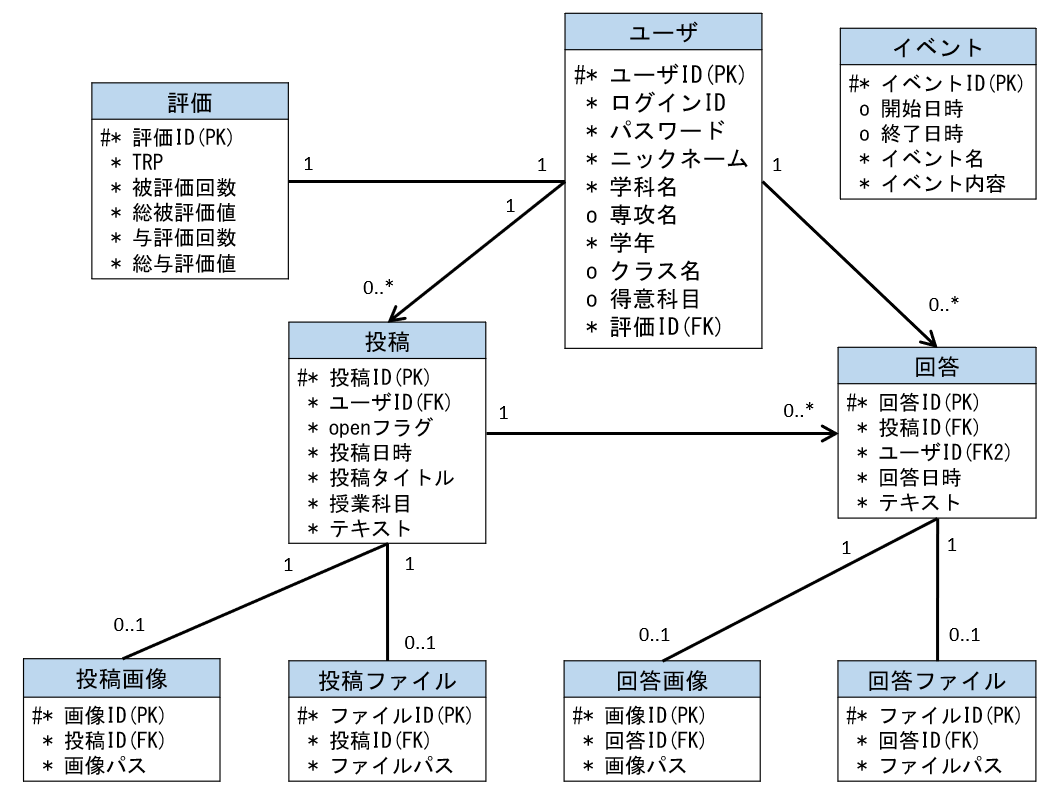 ユーザ
#* ユーザID(PK)
* ログインID
* パスワード
* ニックネーム
* 学科名
o 専攻名
* 学年
o クラス名
o 得意科目
* 評価ID(FK)
イベント
#* イベントID(PK)
o 開始日時
o 終了日時
* イベント名
* イベント内容
評価
#* 評価ID(PK)
* TRP
* 被評価回数
* 総被評価値
* 与評価回数
* 総与評価値
1
1
1
1
0..*
0..*
投稿
#* 投稿ID(PK)
* ユーザID(FK)
* openフラグ
* 投稿日時
* 投稿タイトル
* 授業科目
* テキスト
1
0..*
回答
#* 回答ID(PK)
* 投稿ID(FK)
* ユーザID(FK2)
* 回答日時
* テキスト
1
1
0..1
0..1
1
1
0..1
0..1
投稿画像
#* 画像ID(PK)
* 投稿ID(FK)
* 画像パス
投稿ファイル
#* ファイルID(PK)
* 投稿ID(FK)
* ファイルパス
回答画像
#* 画像ID(PK)
* 回答ID(FK)
* 画像パス
回答ファイル
#* ファイルID(PK)
* 回答ID(FK)
* ファイルパス